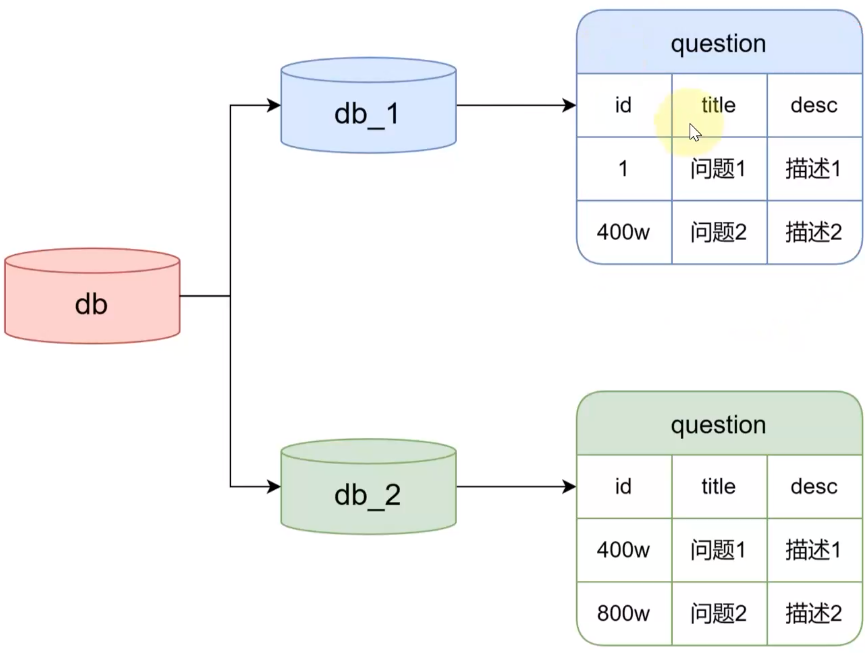 db
db_1
question
id title desc
1 问题1 描述1
400w 问题2 描述2
db_2
question
id title desc
400w 问题1 描述1
800w 问题2 描述2